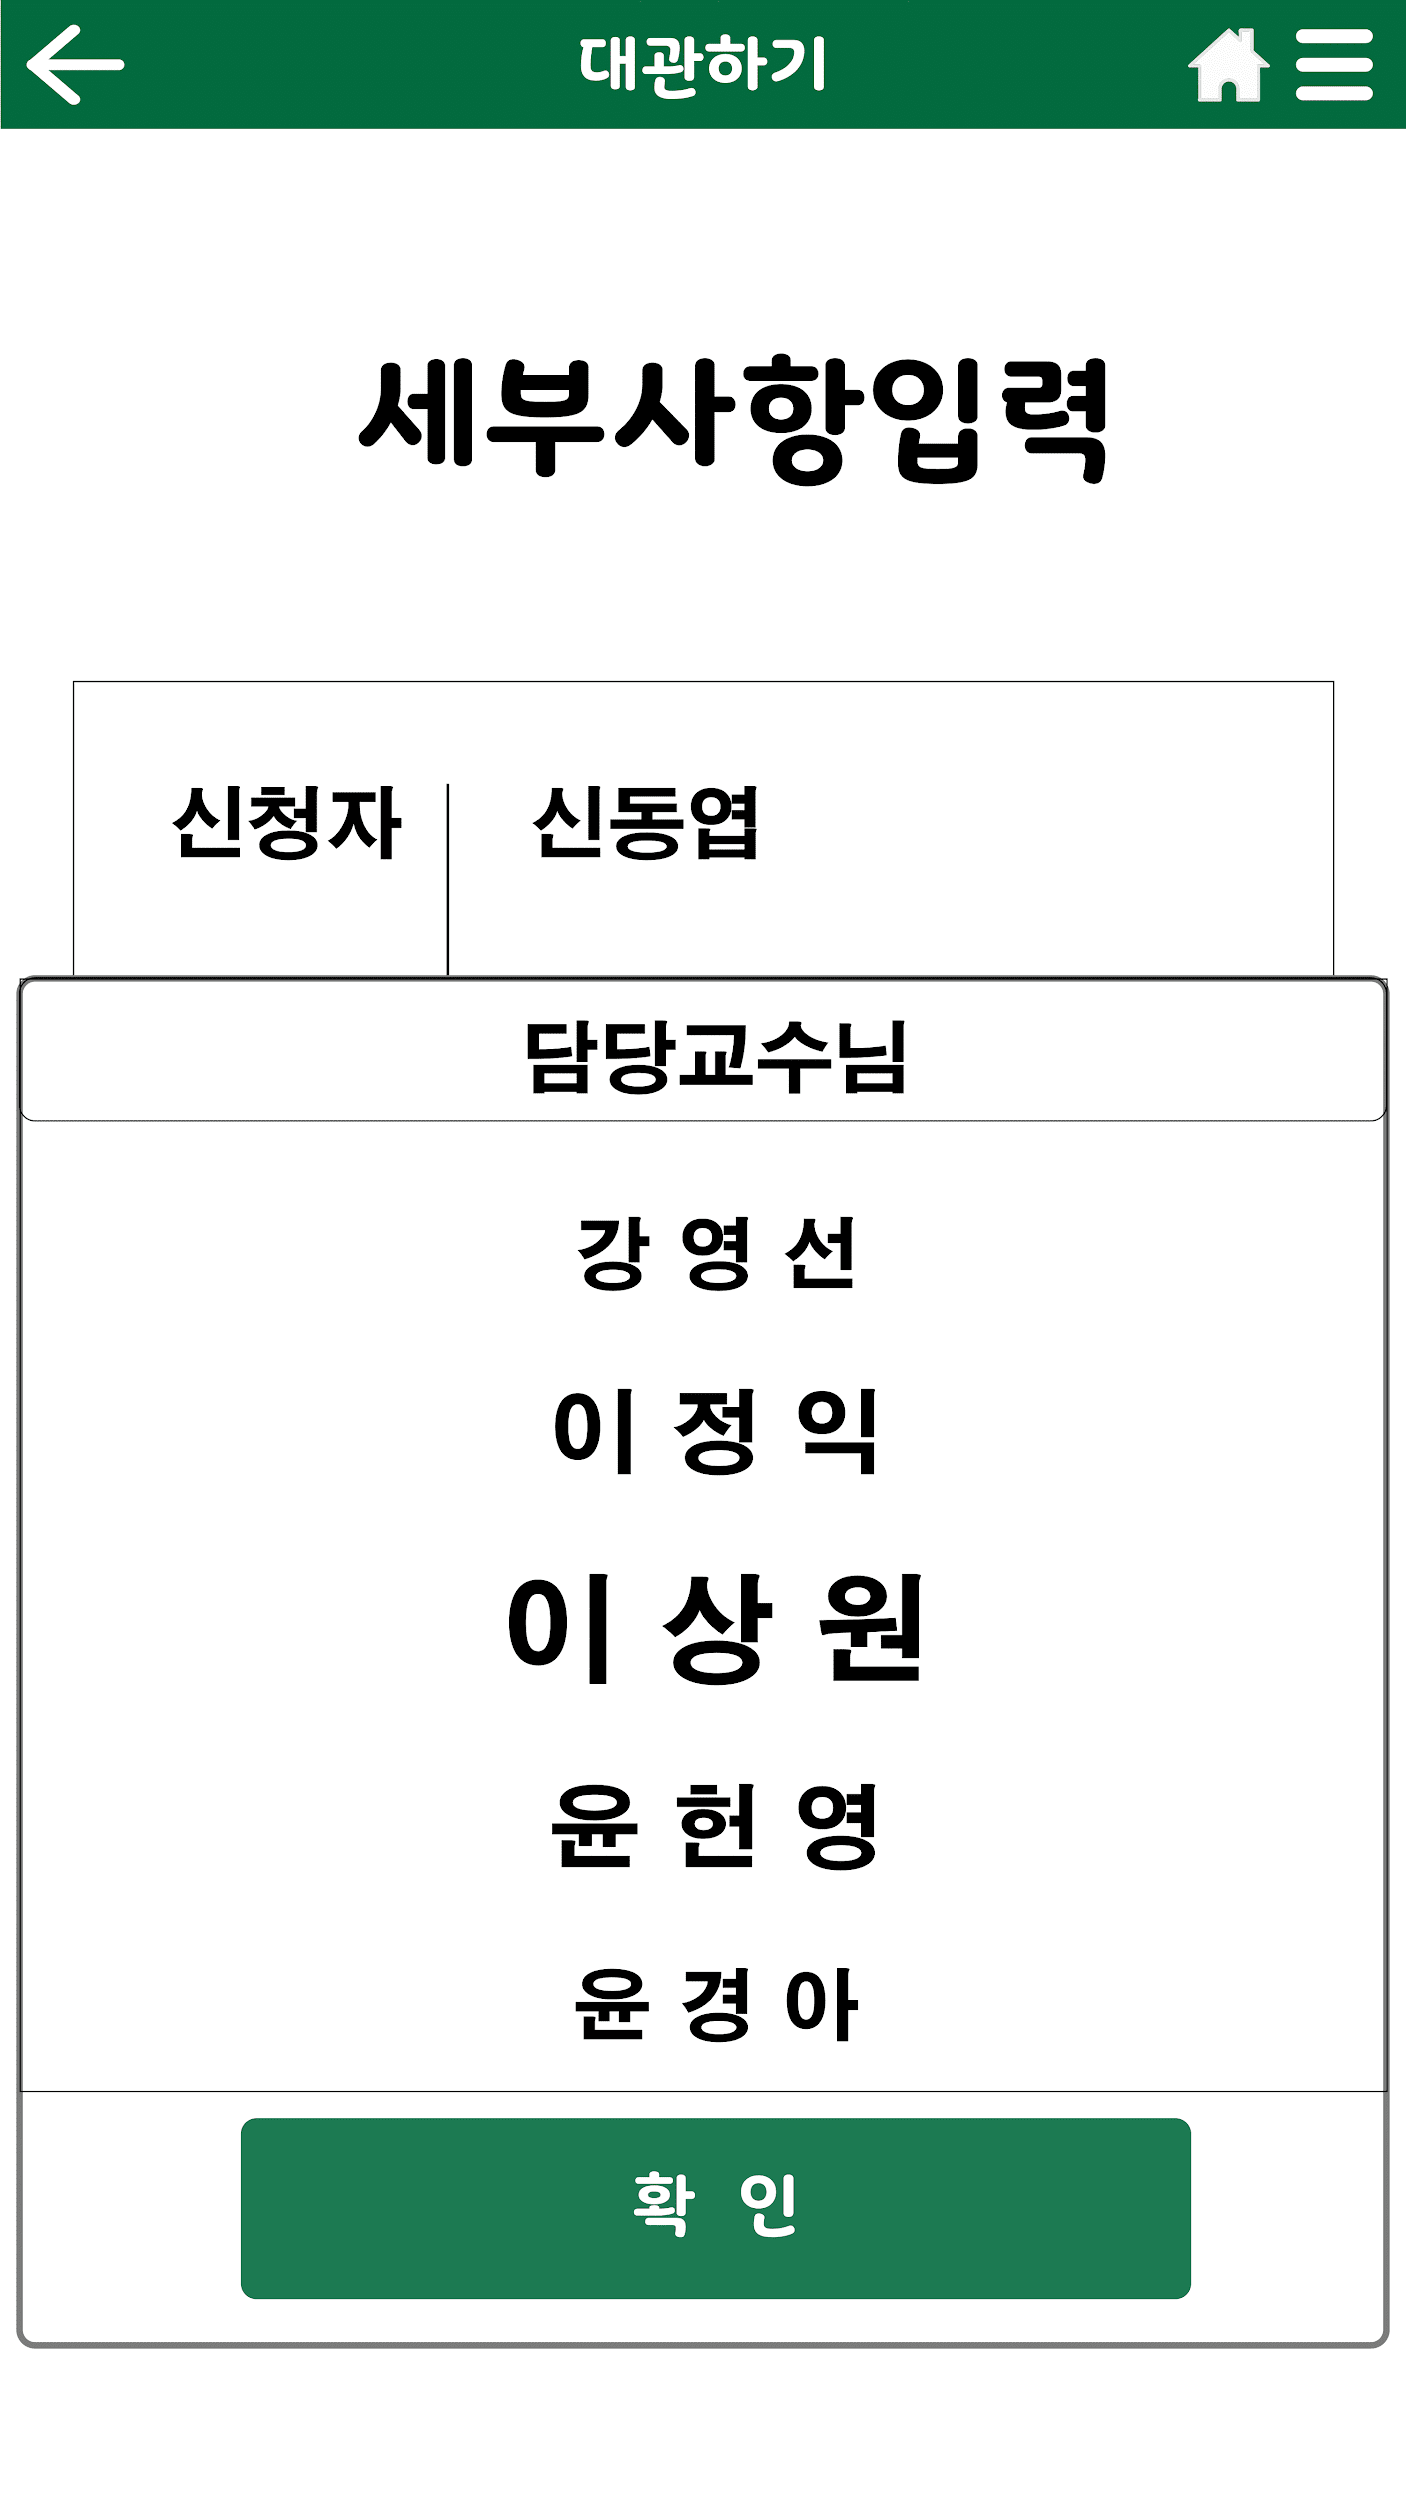 대관하기
세부사항입력
신청자 신동엽
담당교수님
강 영 선
이 정 익
이 상 원
윤 헌 영
윤 경 아
확 인